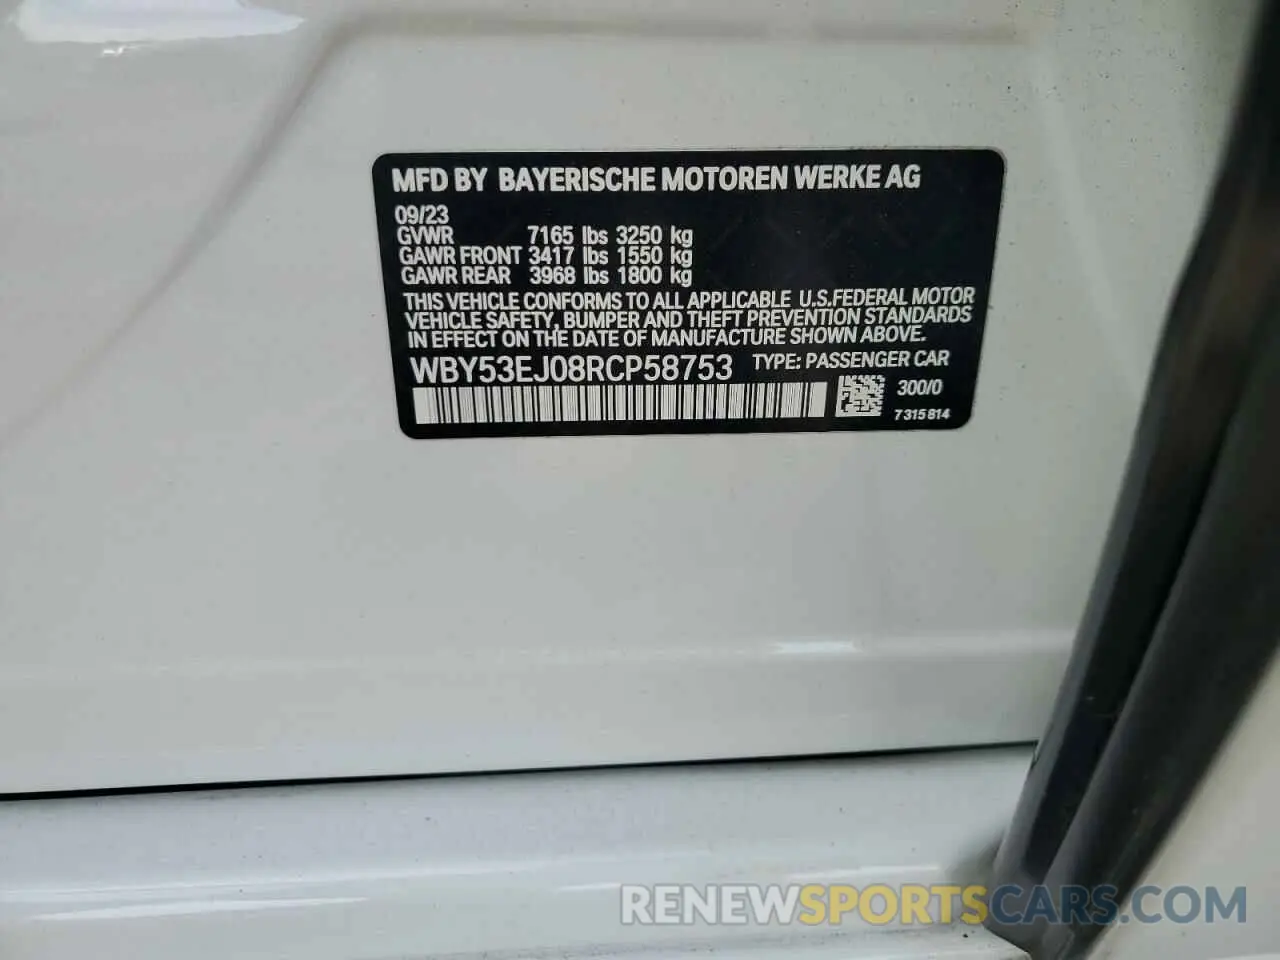 MFD BY BAYERISCHE MOTOREN WERKE AG
09/23
GVWR 7165 lbs 3250 kg
GAWR FRONT 3417 lbs 1550 kg
GAWR REAR 3968 lbs 1800 kg
THIS VEHICLE CONFORMS TO ALL APPLICABLE U.S.FEDERAL MOTOR
VEHICLE SAFETY, BUMPER AND THEFT PREVENTION STANDARDS
IN EFFECT ON THE DATE OF MANUFACTURE SHOWN ABOVE.
WBY53EJ08RCP58753 TYPE: PASSENGER CAR
300/0
7315814
RENEWSPORTSCARS.COM